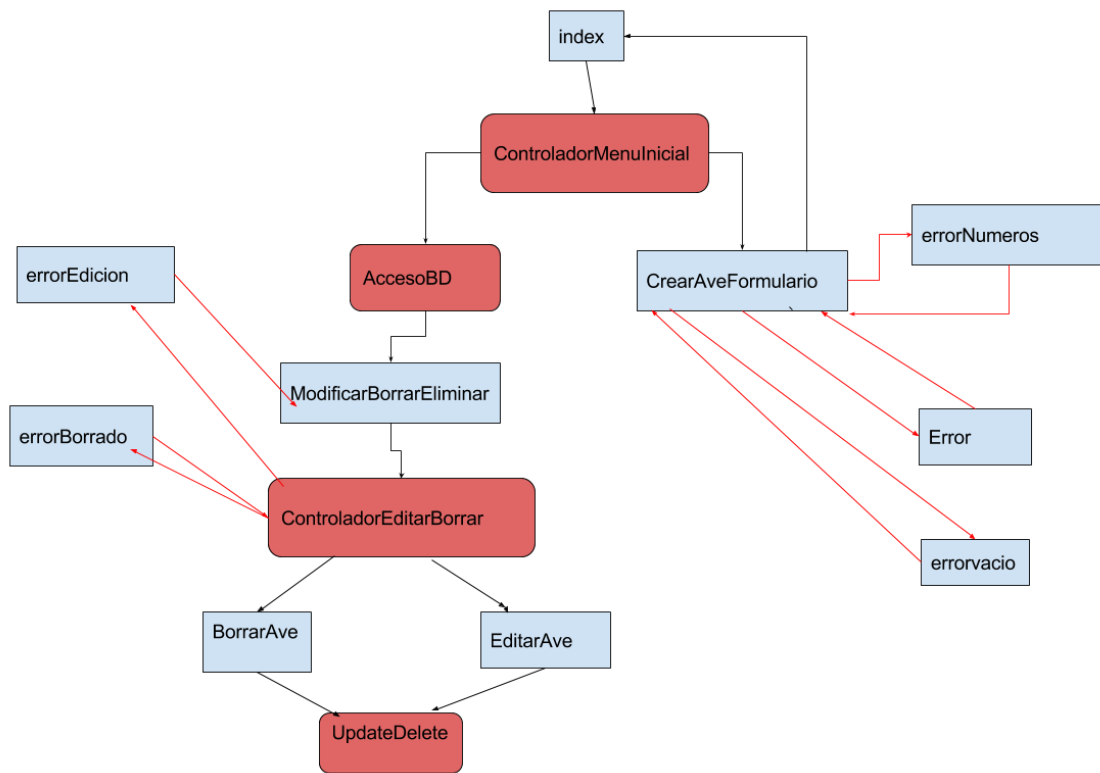 index
ControladorMenuInicial
errorNumeros
errorEdicion
AccesoBD
CrearAveFormulario
ModificarBorrarEliminar
errorBorrado
Error
ControladorEditarBorrar
errorvacio
BorrarAve
EditarAve
UpdateDelete